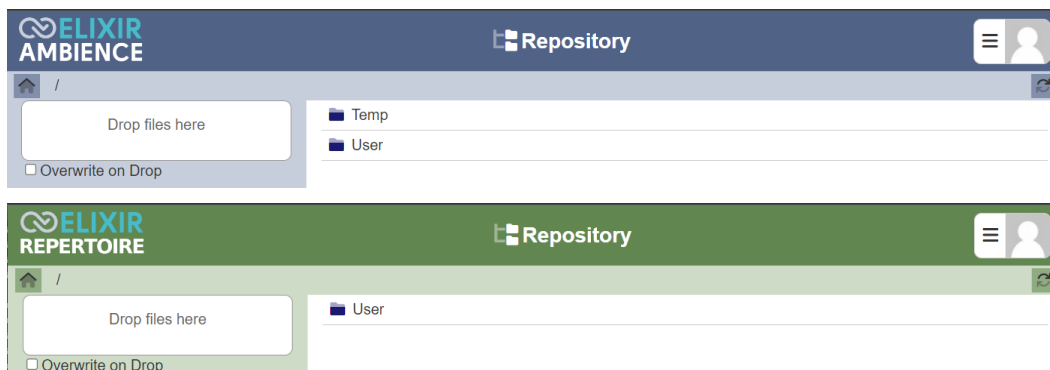 ELIXIR
AMBIENCE
Repository
/
Drop files here
Temp
User
Overwrite on Drop
ELIXIR
REPERTOIRE
Repository
/
Drop files here
User
Overwrite on Drop